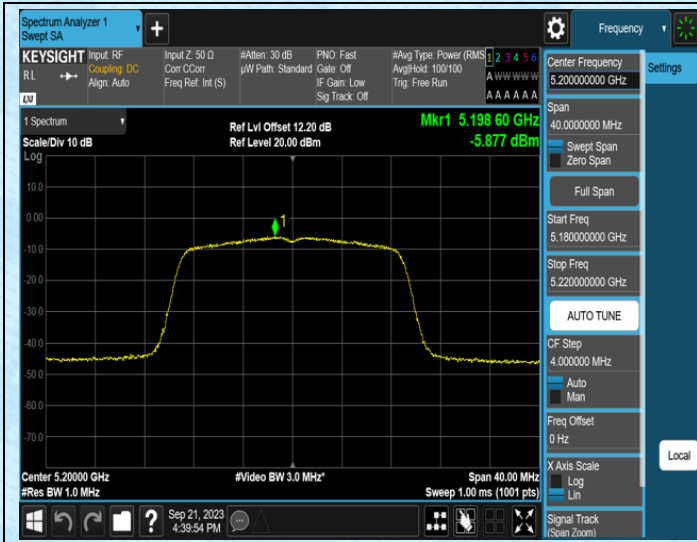 Spectrum Analyzer 1
Swept SA
+
Frequency
KEYSIGHT
RL
LXI
Input: RF
Coupling: DC
Align: Auto
Input Z: 50 Ω
Corr CCorr
Freq Ref: Int (S)
#Atten: 30 dB
µW Path: Standard
PNO: Fast
Gate: Off
IF Gain: Low
Sig Track: Off
#Avg Type: Power (RMS
Avg|Hold: 100/100
Trig: Free Run
1 2 3 4 5 6
A W W W W W
A A A A A A
1 Spectrum
Scale/Div 10 dB
Ref Lvl Offset 12.20 dB
Ref Level 20.00 dBm
Mkr1 5.198 60 GHz
-5.877 dBm
Log
10.0
0.00
-10.0
-20.0
-30.0
-40.0
-50.0
-60.0
-70.0
1
Center 5.20000 GHz
#Res BW 1.0 MHz
#Video BW 3.0 MHz*
Span 40.00 MHz
Sweep 1.00 ms (1001 pts)
?
Sep 21, 2023
4:39:54 PM
Center Frequency
5.200000000 GHz
Span
40.0000000 MHz
Swept Span
Zero Span
Full Span
Start Freq
5.180000000 GHz
Stop Freq
5.220000000 GHz
AUTO TUNE
CF Step
4.000000 MHz
Auto
Man
Freq Offset
0 Hz
X Axis Scale
Log
Lin
Signal Track
(Span Zoom)
Settings
Local